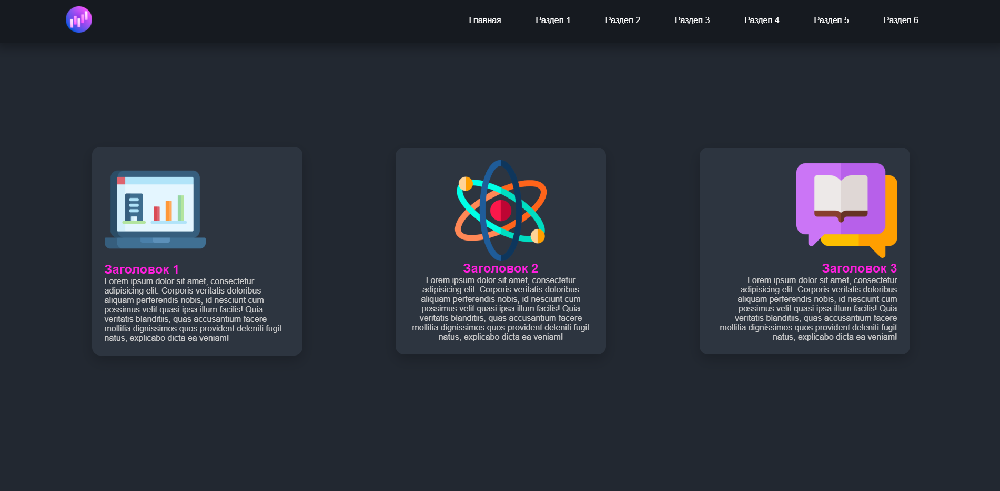 Главная
Раздел 1
Раздел 2
Раздел 3
Раздел 4
Раздел 5
Раздел 6
Заголовок 1
Lorem ipsum dolor sit amet, consectetur
adipisicing elit. Corporis veritatis doloribus
aliquam perferendis nobis, id nesciunt cum
possimus velit quasi ipsa illum facilis! Quia
veritatis blanditiis, quas accusantium facere
mollitia dignissimos quos provident deleniti fugit
natus, explicabo dicta ea veniam!
Заголовок 2
Lorem ipsum dolor sit amet, consectetur
adipisicing elit. Corporis veritatis doloribus
aliquam perferendis nobis, id nesciunt cum
possimus velit quasi ipsa illum facilis! Quia
veritatis blanditiis, quas accusantium facere
mollitia dignissimos quos provident deleniti fugit
natus, explicabo dicta ea veniam!
Заголовок 3
Lorem ipsum dolor sit amet, consectetur
adipisicing elit. Corporis veritatis doloribus
aliquam perferendis nobis, id nesciunt cum
possimus velit quasi ipsa illum facilis! Quia
veritatis blanditiis, quas accusantium facere
mollitia dignissimos quos provident deleniti fugit
natus, explicabo dicta ea veniam!